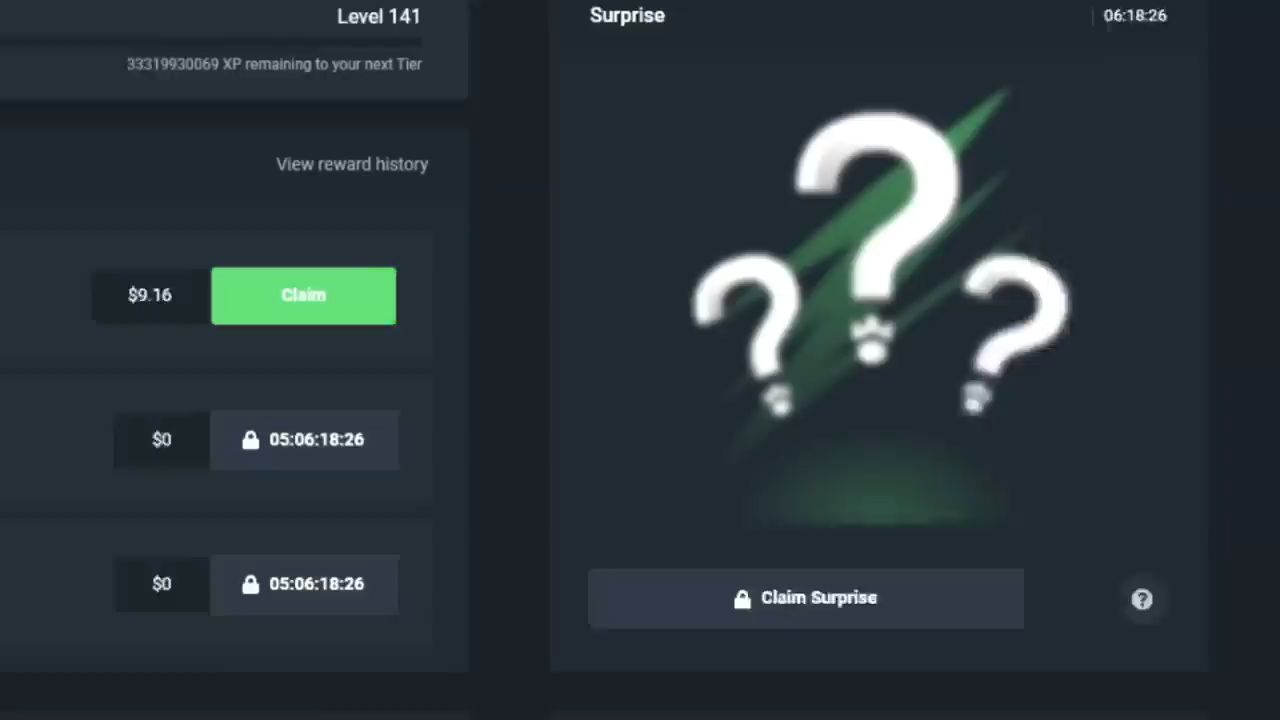 Level 141
33319930069 XP remaining to your next Tier
View reward history
$9.16 Claim
$0 05:06:18:26
$0 05:06:18:26
Surprise 06:18:26
???
Claim Surprise ?